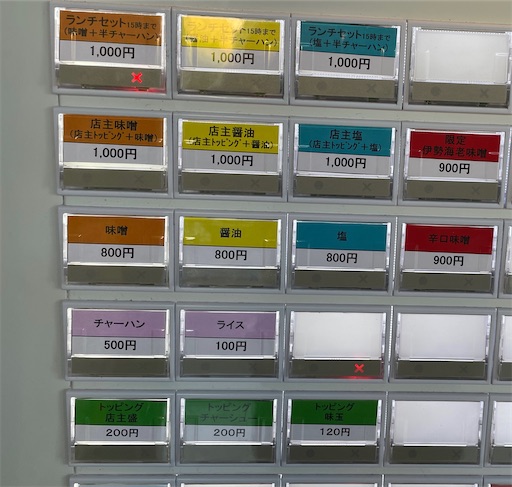 ランチセット15時まで
(味噌＋半チャーハン)
1,000円
ランチセット15時まで
＋半チャーハン)
1,000円
ランチセット15時まで
(塩＋半チャーハン)
1,000円
店主味噌
(店主トッピング＋味噌)
1,000円
店主醤油
(店主トッピング＋醤油)
1,000円
店主塩
(店主トッピング＋塩)
1,000円
限定
伊勢海老味噌
900円
味噌
800円
醤油
800円
塩
800円
辛口味噌
900円
チャーハン
500円
ライス
100円
トッピング
店主盛
200円
トッピング
チャーシュー
200円
トッピング
味玉
120円